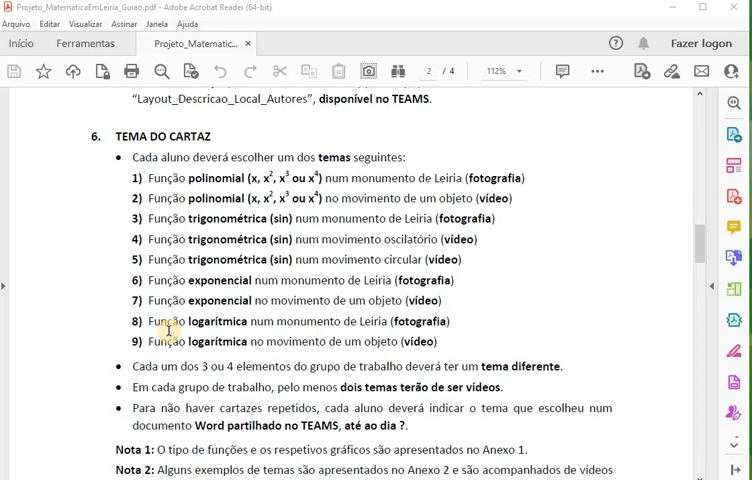 Projeto_MatematicaEmLeiria_Guiao.pdf - Adobe Acrobat Reader (64-bit)
Arquivo Editar Visualizar Assinar Janela Ajuda
Início Ferramentas Projeto_Matematic... × Fazer logon
2 / 4 112%
"Layout_Descricao_Local_Autores", disponível no TEAMS.
6. TEMA DO CARTAZ
• Cada aluno deverá escolher um dos temas seguintes:
1) Função polinomial (x, x², x³ ou x⁴) num monumento de Leiria (fotografia)
2) Função polinomial (x, x², x³ ou x⁴) no movimento de um objeto (vídeo)
3) Função trigonométrica (sin) num monumento de Leiria (fotografia)
4) Função trigonométrica (sin) num movimento oscilatório (vídeo)
5) Função trigonométrica (sin) num movimento circular (vídeo)
6) Função exponencial num monumento de Leiria (fotografia)
7) Função exponencial no movimento de um objeto (vídeo)
8) Função logarítmica num monumento de Leiria (fotografia)
9) Função logarítmica no movimento de um objeto (vídeo)
• Cada um dos 3 ou 4 elementos do grupo de trabalho deverá ter um tema diferente.
• Em cada grupo de trabalho, pelo menos dois temas terão de ser vídeos.
• Para não haver cartazes repetidos, cada aluno deverá indicar o tema que escolheu num
documento Word partilhado no TEAMS, até ao dia ?.
Nota 1: O tipo de funções e os respetivos gráficos são apresentados no Anexo 1.
Nota 2: Alguns exemplos de temas são apresentados no Anexo 2 e são acompanhados de vídeos